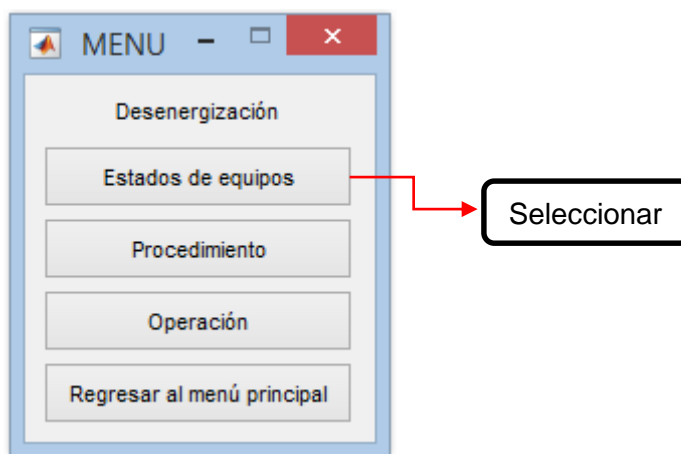 MENU
Desenergización
Estados de equipos
Seleccionar
Procedimiento
Operación
Regresar al menú principal